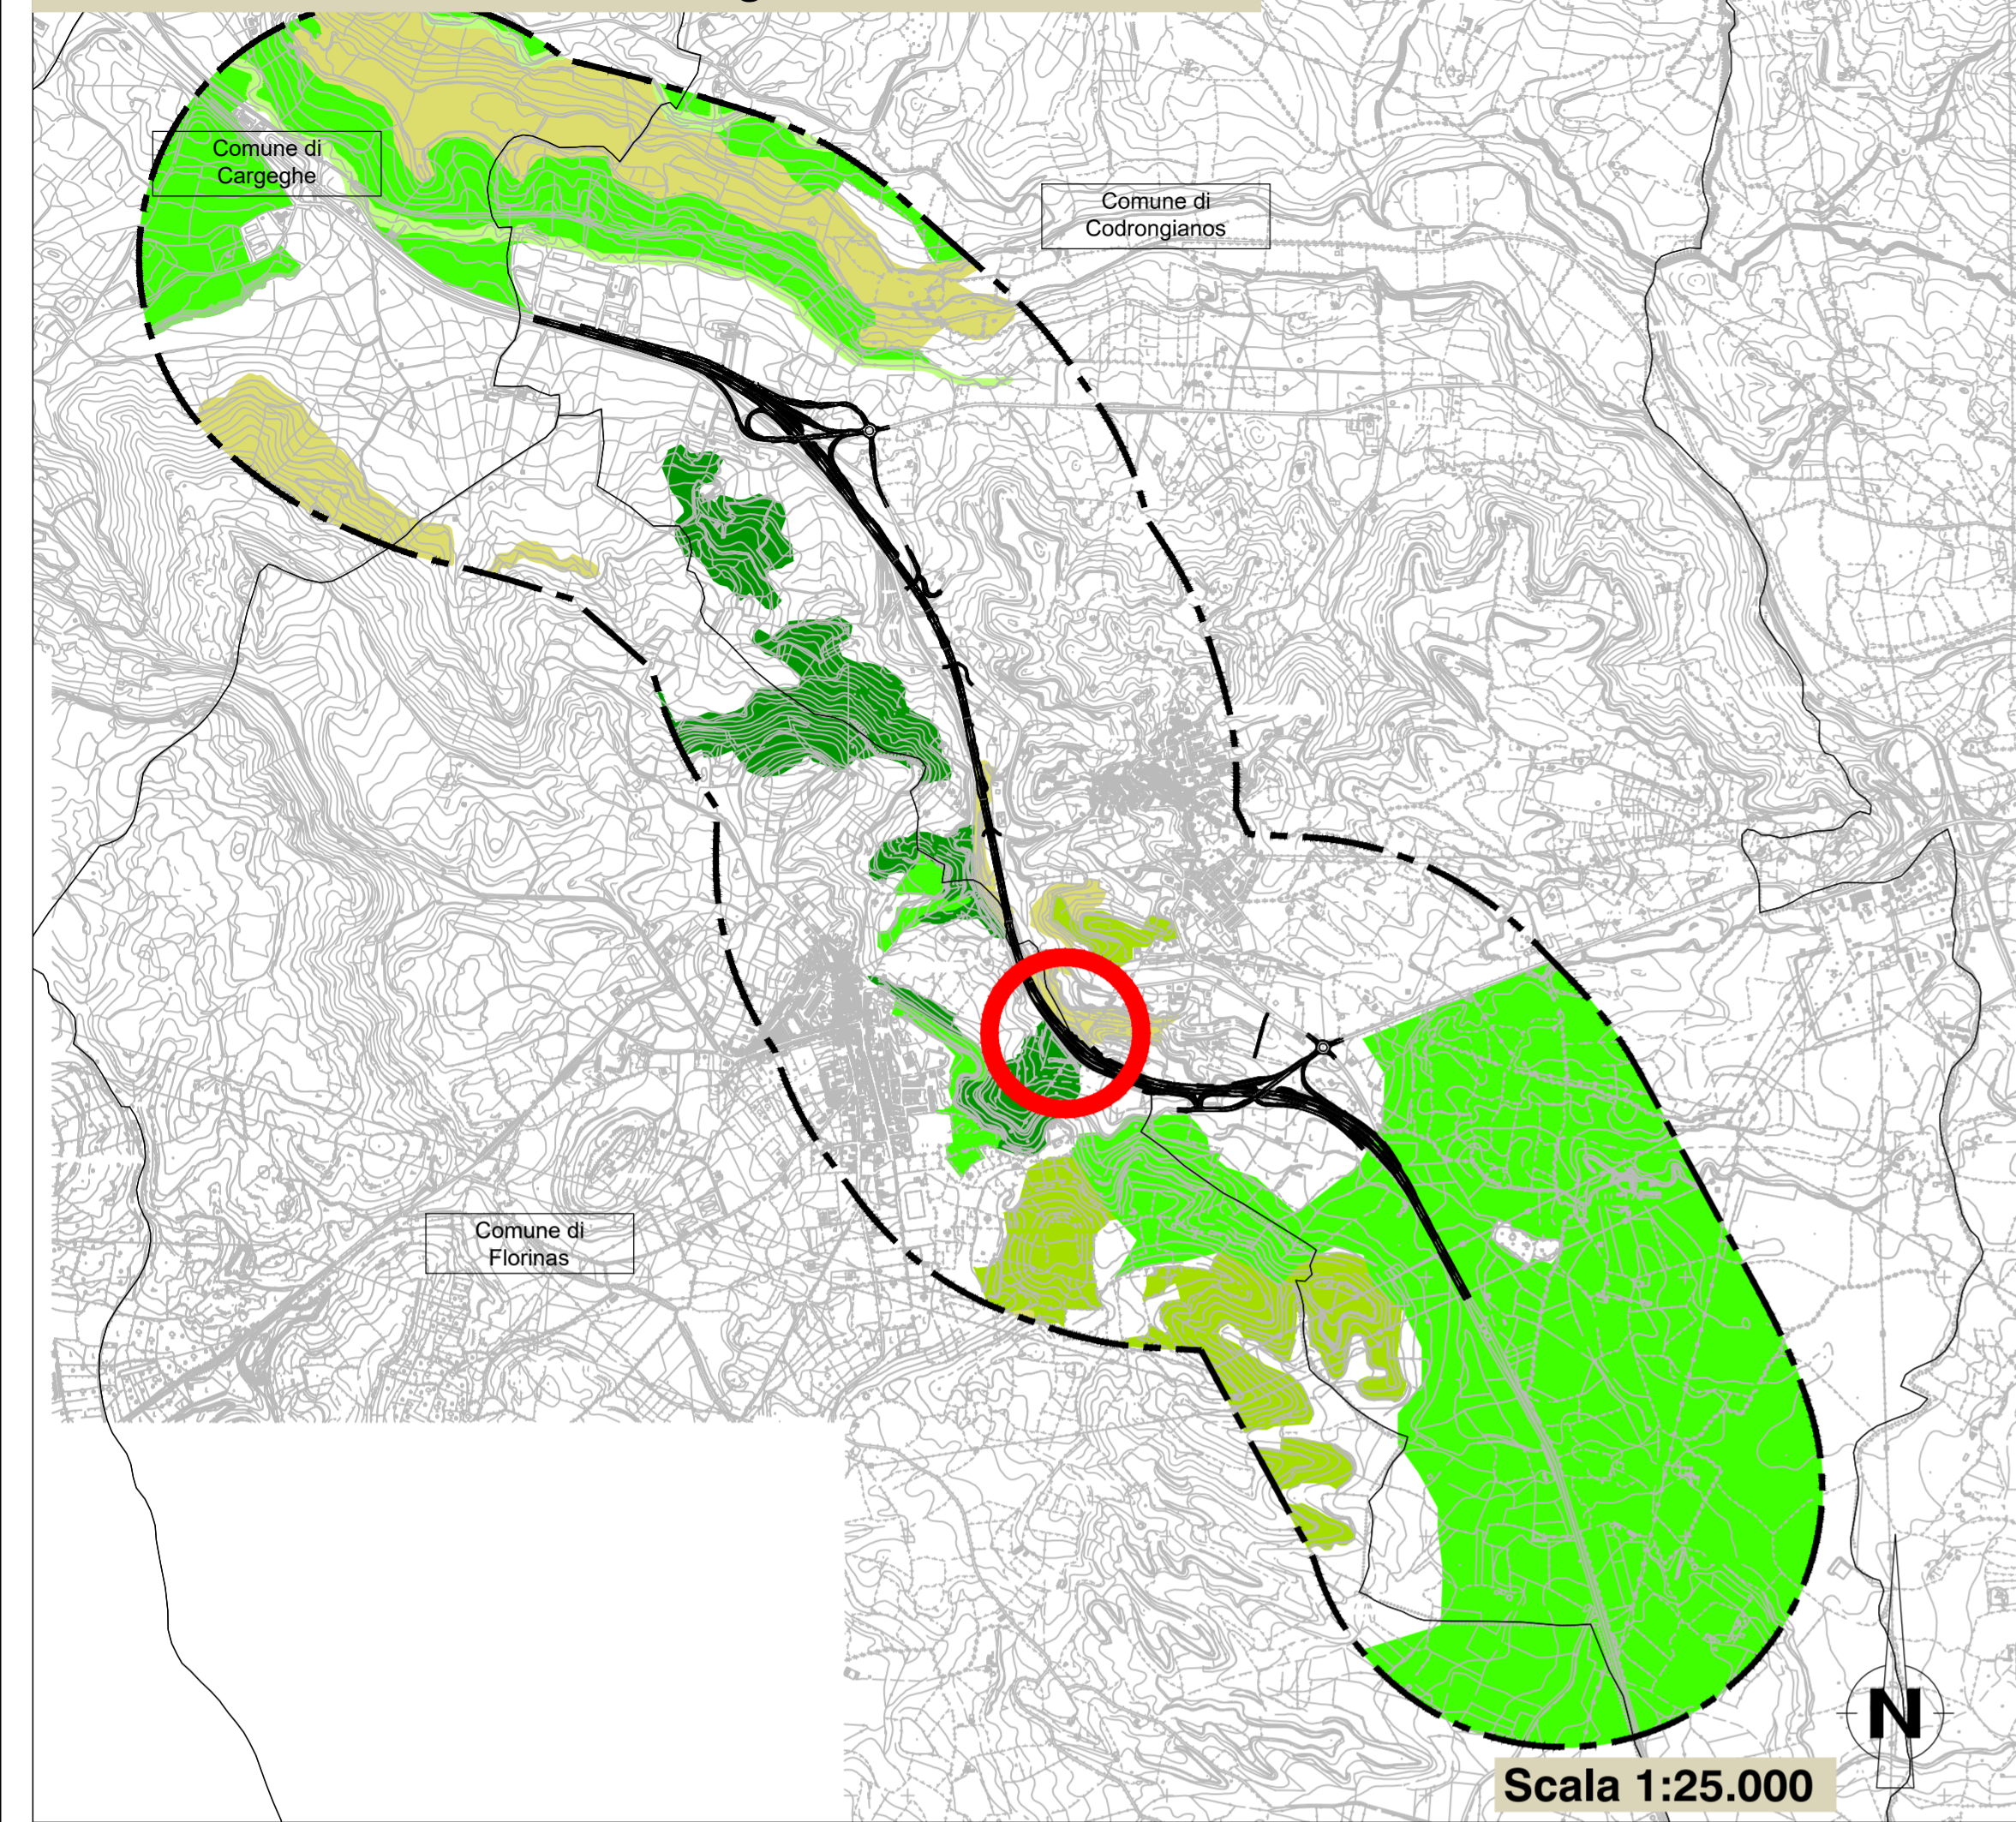 Comune di
Cargeghe
Comune di
Codrongianos
Comune di
Florinas
N
Scala 1:25.000